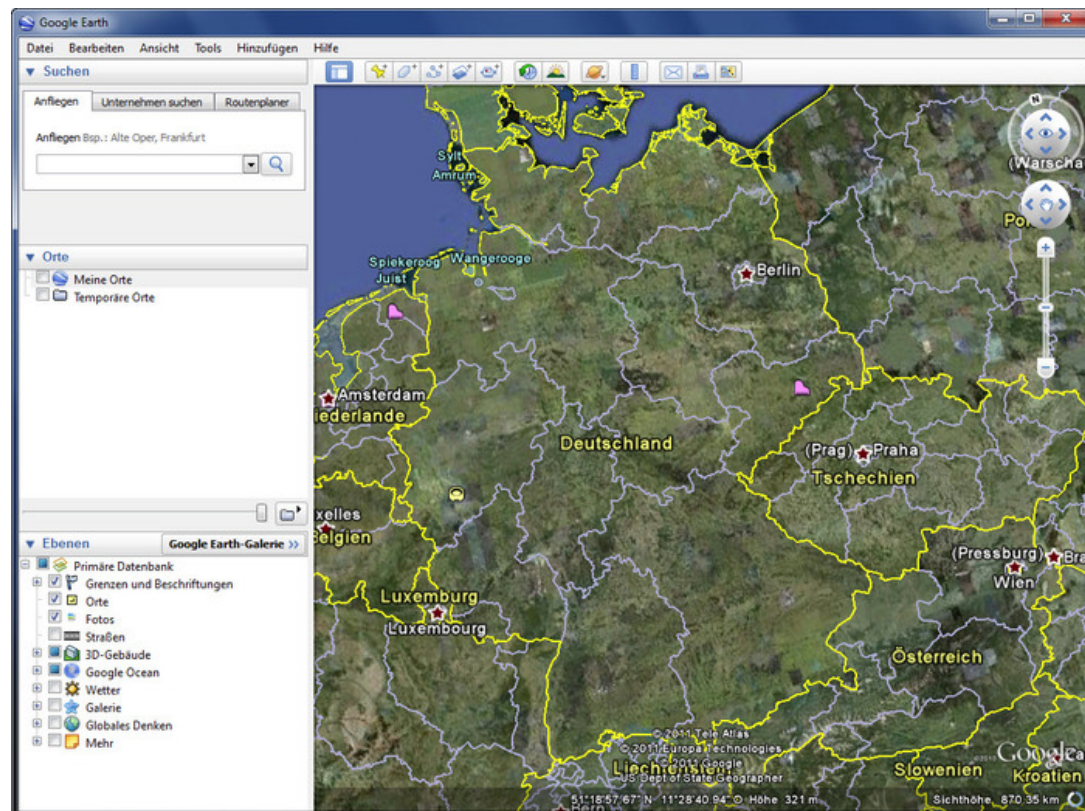 Google Earth
Datei Bearbeiten Ansicht Tools Hinzufügen Hilfe
Suchen
Anfliegen Unternehmen suchen Routenplaner
Anfliegen Bsp.: Alte Oper, Frankfurt
Orte
Meine Orte
Temporäre Orte
Ebenen
Google Earth-Galerie >>
Primäre Datenbank
Grenzen und Beschriftungen
Orte
Fotos
Straßen
3D-Gebäude
Google Ocean
Wetter
Galerie
Globales Denken
Mehr
N
(Warscha
Po
Sylt
Amrum
Spiekeroog Wangerooge
Juist
Berlin
Amsterdam
iederlande
Deutschland
(Prag) Praha
Tschechien
xelles
Belgien
(Pressburg) Bra
Wien
Luxemburg
Luxembourg
Österreich
© 2011 Tele Atlas
© 2011 Europa Technologies
© 2011 Google
US Dept of State Geographer
Liechtenstein
Bern
Google
Slowenien
Kroatien
51°18'57.67" N 11°28'40.94" O Höhe 321 m
Sichthöhe 870.35 km